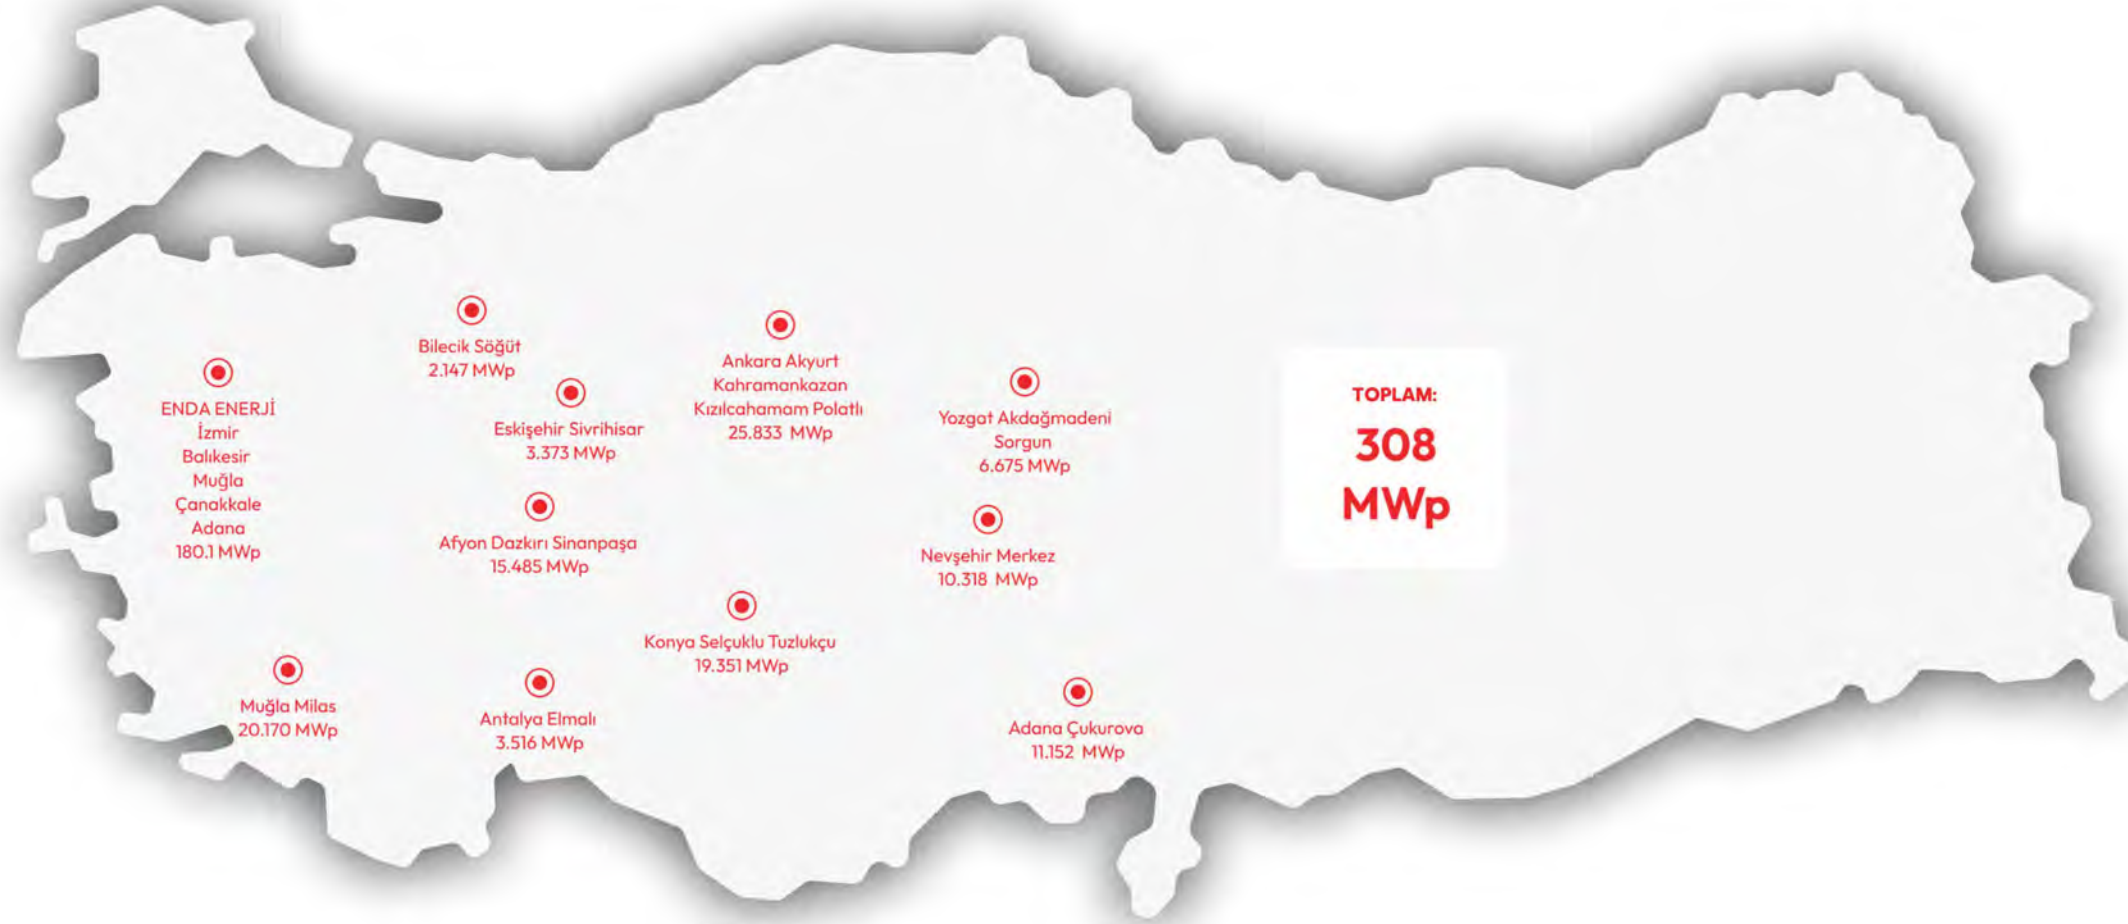 Bilecik Söğüt
2.147 MWp
ENDA ENERJİ
İzmir
Balıkesir
Muğla
Çanakkale
Adana
180.1 MWp
Eskişehir Sivrihisar
3.373 MWp
Ankara Akyurt
Kahramankazan
Kızılcahamam Polatlı
25.833 MWp
Yozgat Akdağmadeni
Sorgun
6.675 MWp
Afyon Dazkırı Sinanpaşa
15.485 MWp
Nevşehir Merkez
10.318 MWp
Konya Selçuklu Tuzlukçu
19.351 MWp
Muğla Milas
20.170 MWp
Antalya Elmalı
3.516 MWp
Adana Çukurova
11.152 MWp
TOPLAM:
308
MWp